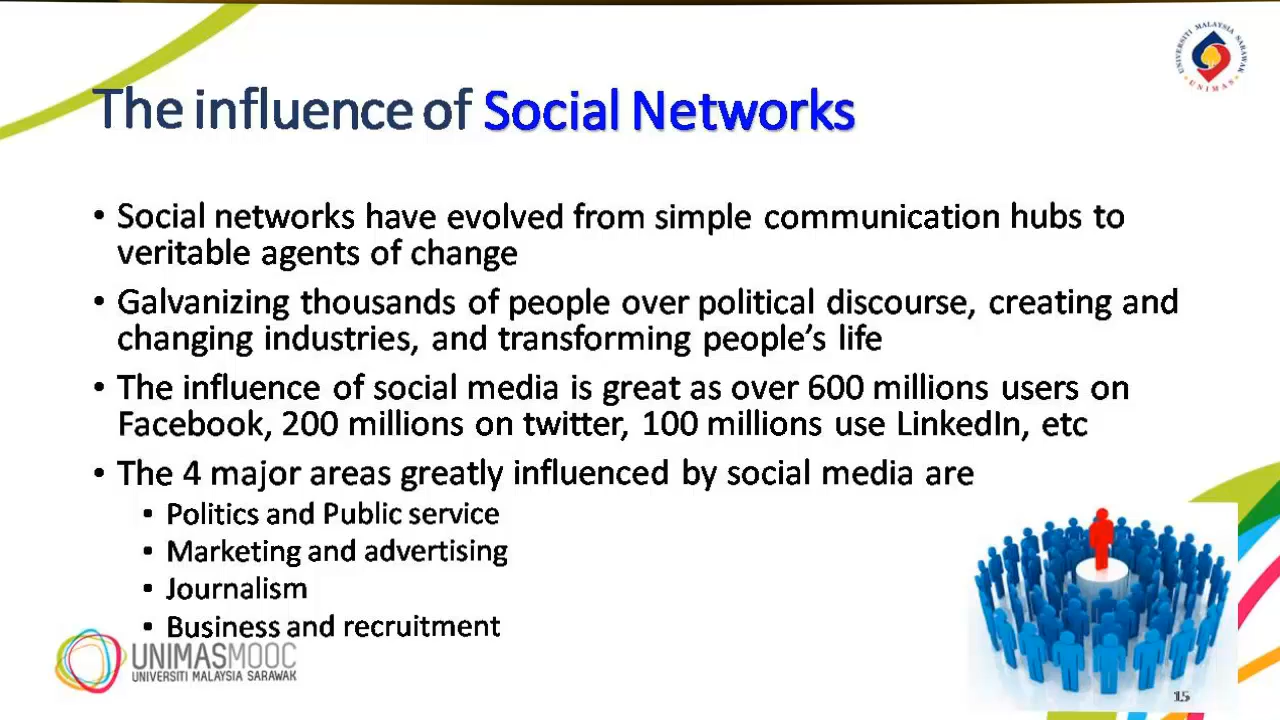 UNIVERSITI MALAYSIA SARAWAK
UNIMAS
The influence of Social Networks
• Social networks have evolved from simple communication hubs to
veritable agents of change
• Galvanizing thousands of people over political discourse, creating and
changing industries, and transforming people's life
• The influence of social media is great as over 600 millions users on
Facebook, 200 millions on twitter, 100 millions use LinkedIn, etc
• The 4 major areas greatly influenced by social media are
▪ Politics and Public service
▪ Marketing and advertising
▪ Journalism
▪ Business and recruitment
UNIMASMOOC
UNIVERSITI MALAYSIA SARAWAK
15